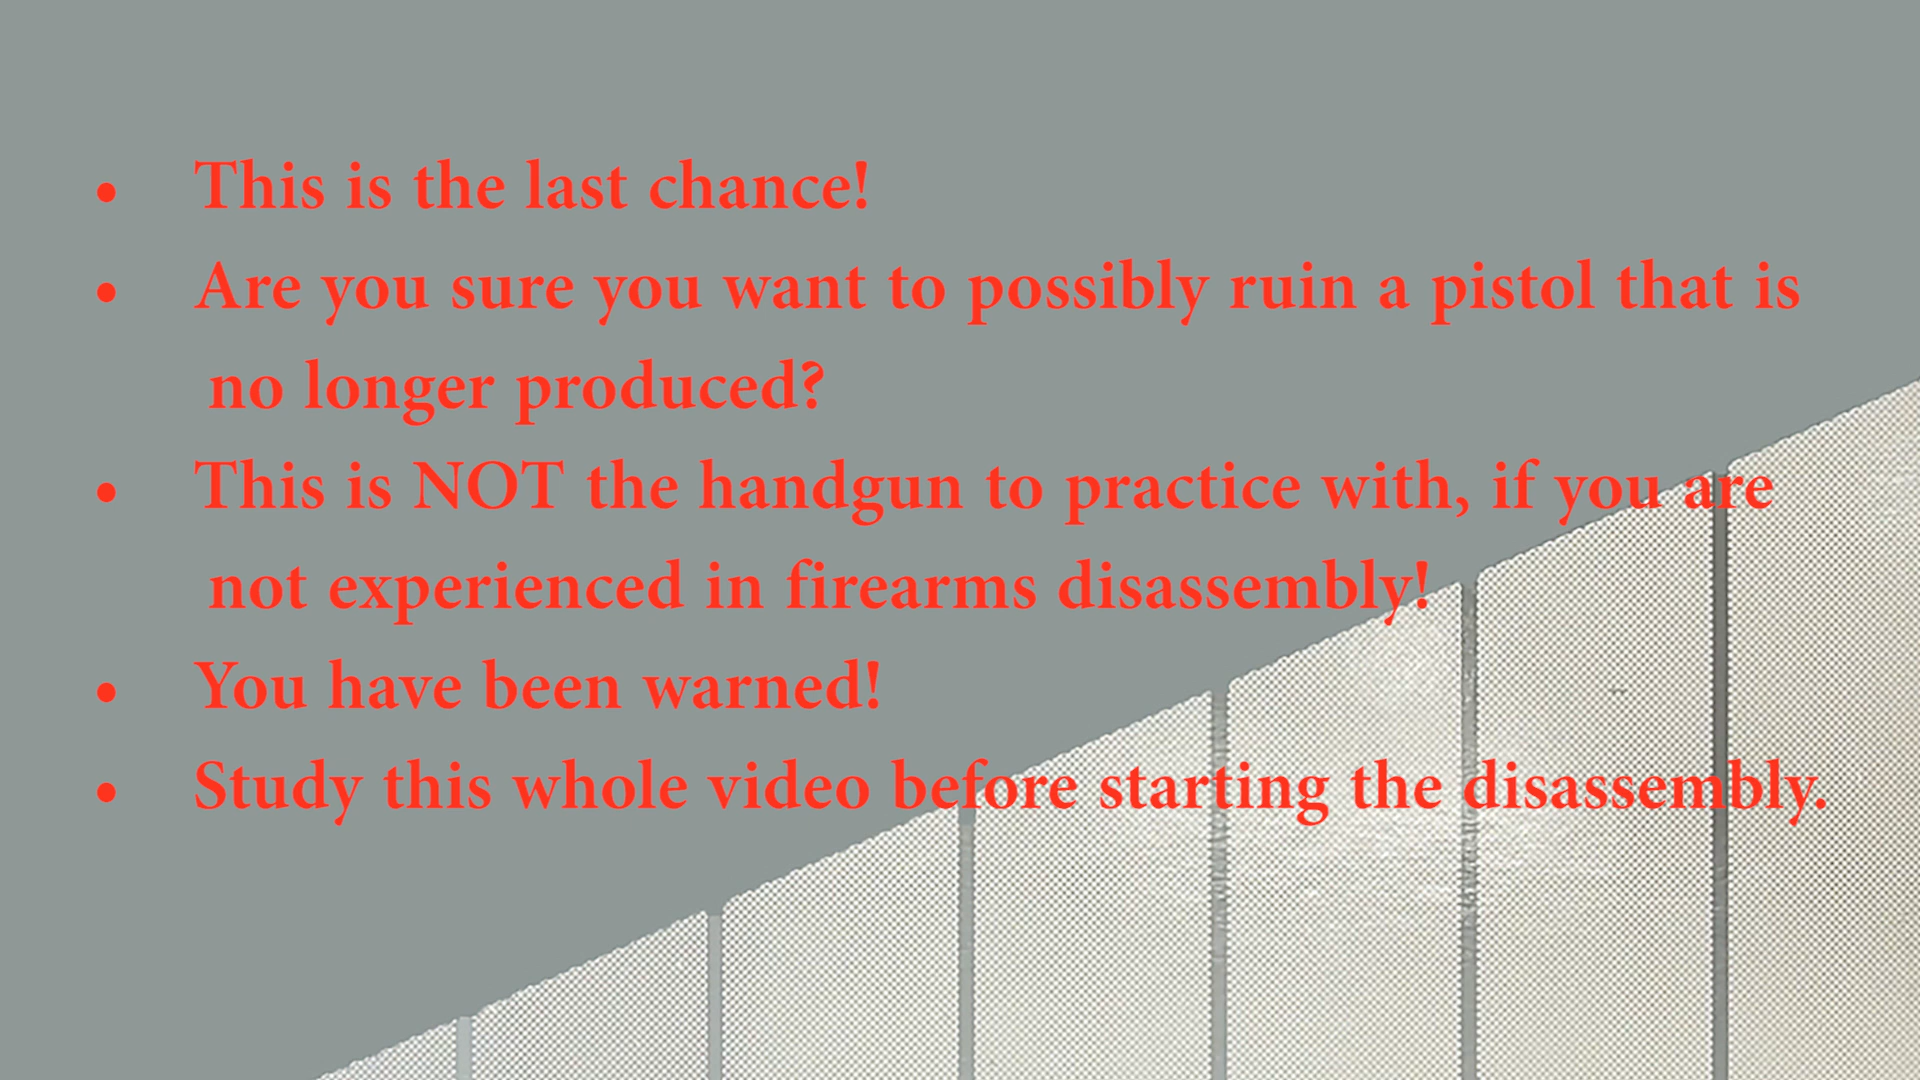 • This is the last chance!
• Are you sure you want to possibly ruin a pistol that is
no longer produced?
• This is NOT the handgun to practice with, if you are
not experienced in firearms disassembly!
• You have been warned!
• Study this whole video before starting the disassembly.